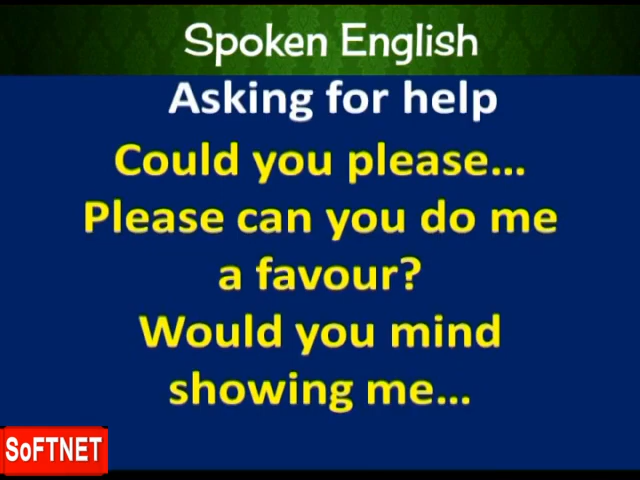 Spoken English
Asking for help
Could you please...
Please can you do me
a favour?
Would you mind
showing me...
SoFTNET